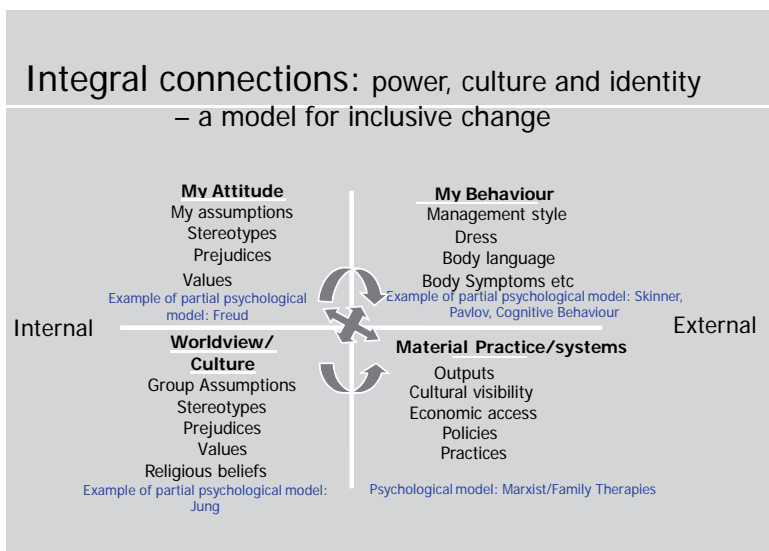 Integral connections: power, culture and identity
– a model for inclusive change
My Attitude
My assumptions
Stereotypes
Prejudices
Values
Example of partial psychological
model: Freud
My Behaviour
Management style
Dress
Body language
Body Symptoms etc
Example of partial psychological model: Skinner,
Pavlov, Cognitive Behaviour
Internal
External
Worldview/
Culture
Group Assumptions
Stereotypes
Prejudices
Values
Religious beliefs
Example of partial psychological model:
Jung
Material Practice/systems
Outputs
Cultural visibility
Economic access
Policies
Practices
Psychological model: Marxist/Family Therapies